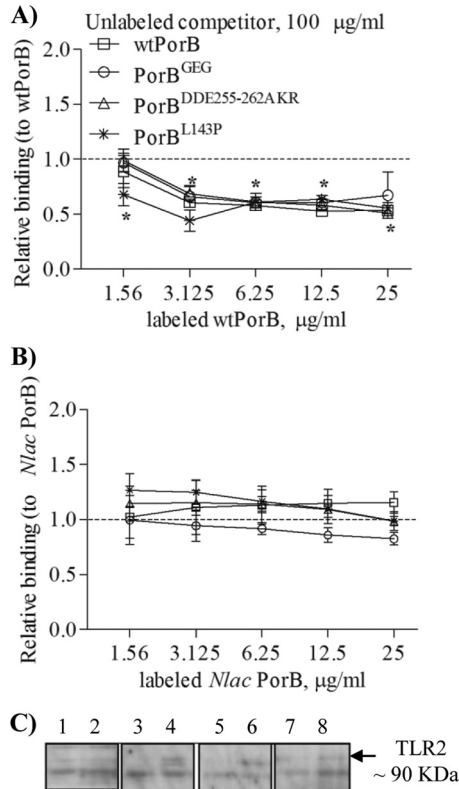 A)
Unlabeled competitor, 100 μg/ml
wtPorB
PorB^GEG
PorB^DDE255-262AKR
PorB^L143P
Relative binding (to wtPorB)
2.0
1.5
1.0
0.5
0.0
*
*
*
*
*
1.56 3.125 6.25 12.5 25
labeled wtPorB, μg/ml
B)
Relative binding (to Nlac PorB)
2.0
1.5
1.0
0.5
0.0
1.56 3.125 6.25 12.5 25
labeled Nlac PorB, μg/ml
C)
1 2 3 4 5 6 7 8
TLR2
~ 90 KDa